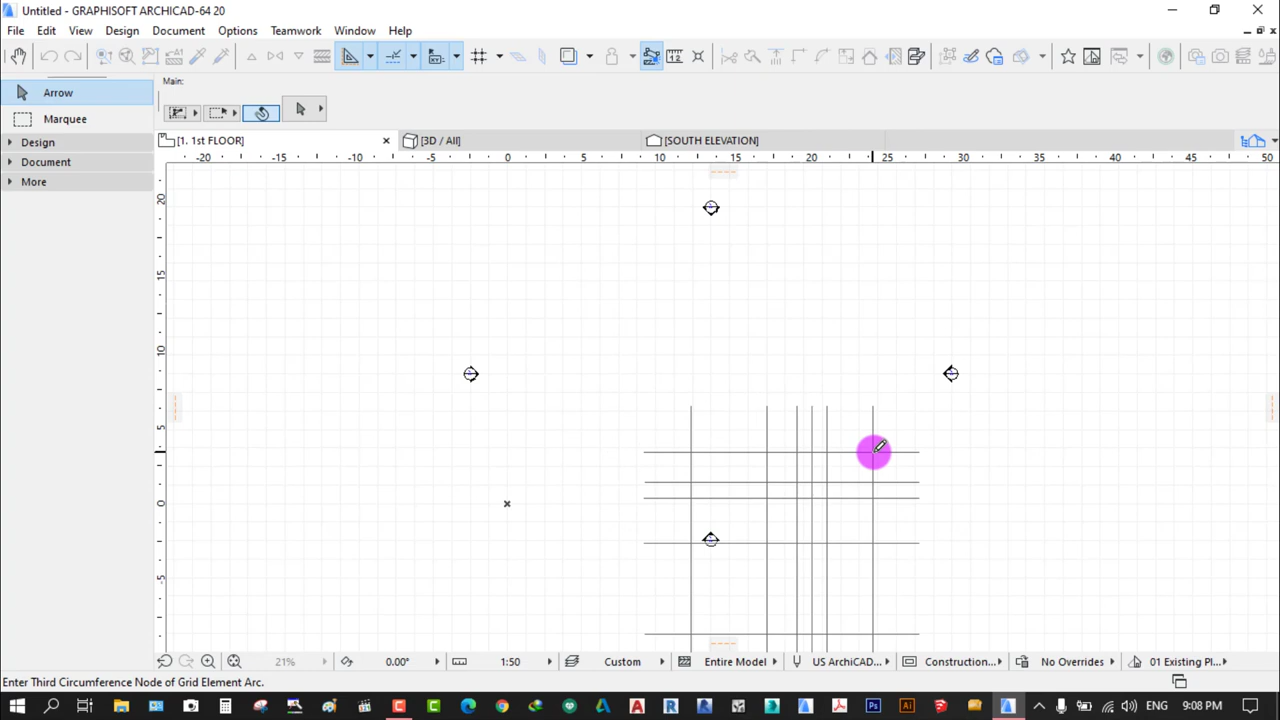 Untitled - GRAPHISOFT ARCHICAD-64 20
File Edit View Design Document Options Teamwork Window Help
Main:
Arrow
Marquee
Design
Document
More
[1. 1st FLOOR] [3D / All] [SOUTH ELEVATION]
-20 -15 -10 -5 0 5 10 15 20 25 30 35 40 45 50
20
15
10
5
0
-5
21% 0.00° 1:50 Custom Entire Model US ArchiCAD... Construction... No Overrides 01 Existing Pl...
Enter Third Circumference Node of Grid Element Arc.
ENG 9:08 PM